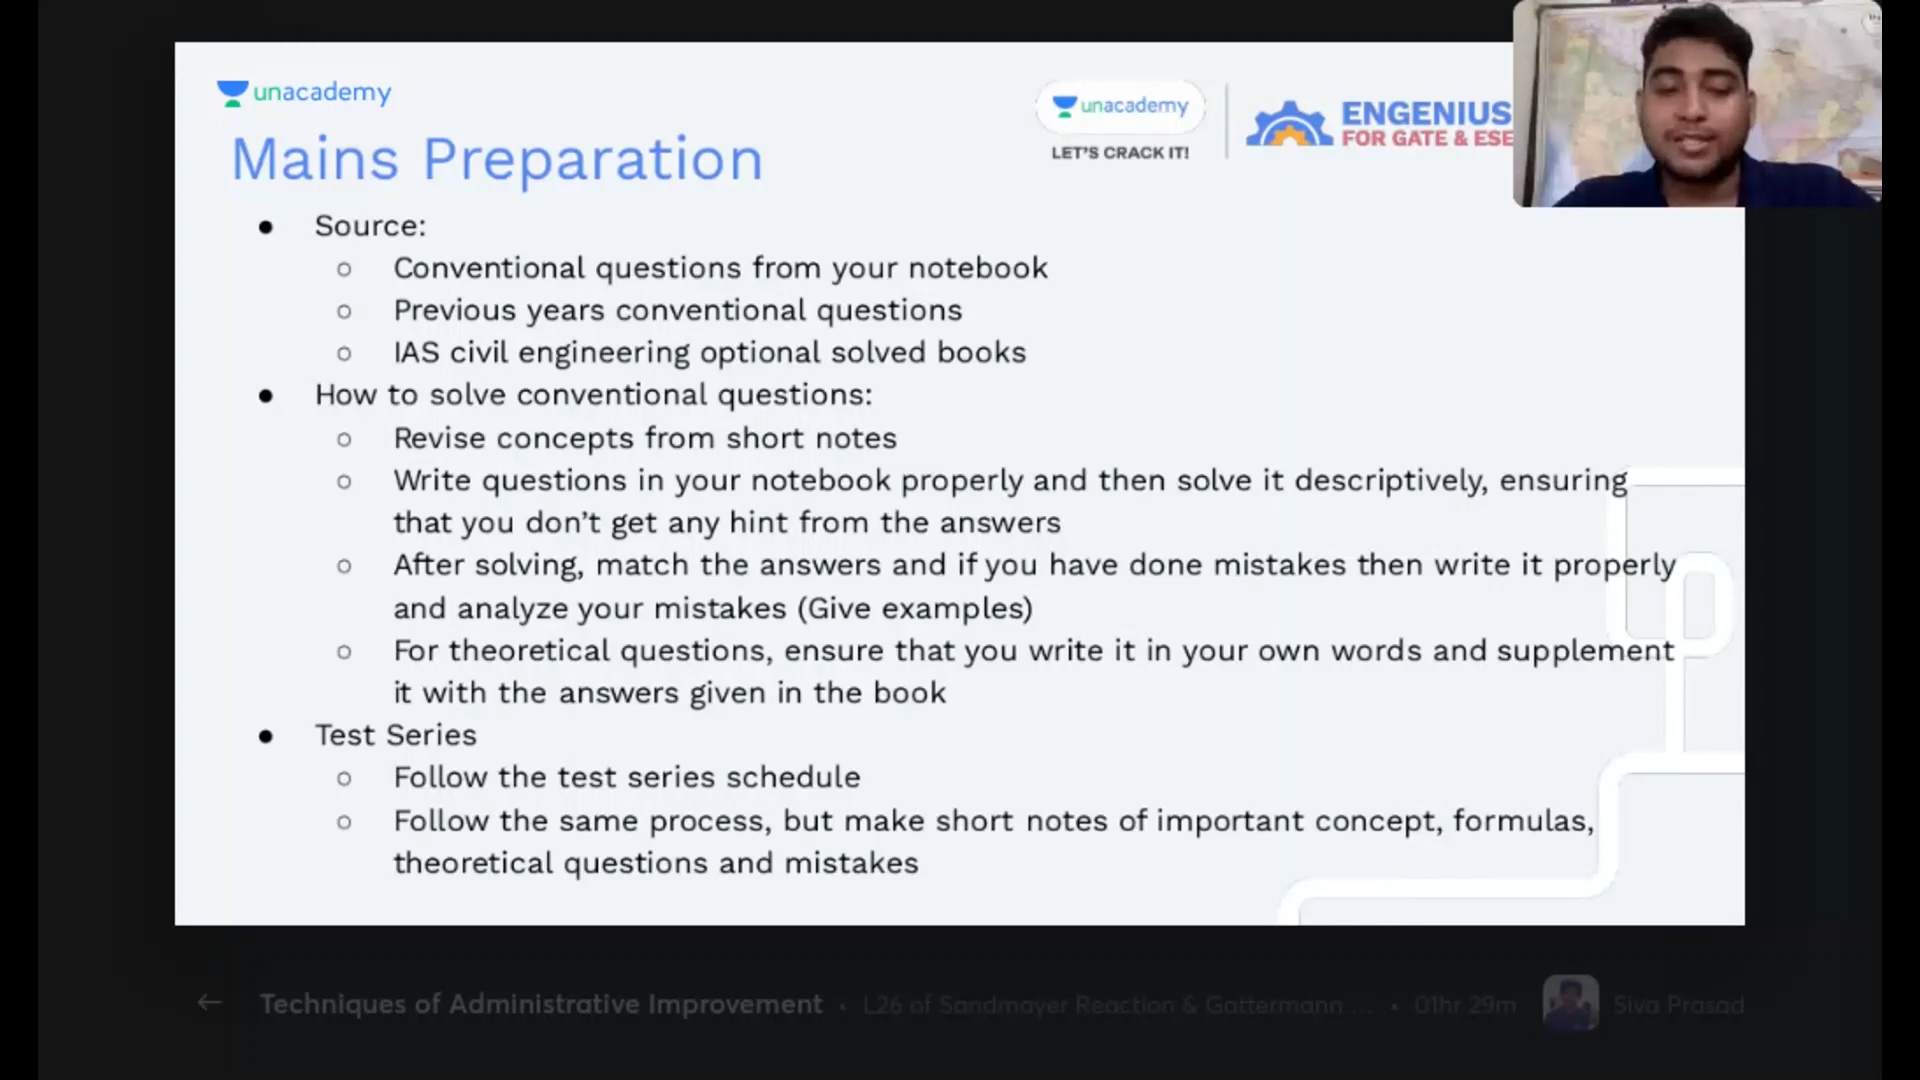 unacademy
unacademy
LET'S CRACK IT!
ENGENIUS
FOR GATE & ESE
Mains Preparation
● Source:
○ Conventional questions from your notebook
○ Previous years conventional questions
○ IAS civil engineering optional solved books
● How to solve conventional questions:
○ Revise concepts from short notes
○ Write questions in your notebook properly and then solve it descriptively, ensuring
that you don’t get any hint from the answers
○ After solving, match the answers and if you have done mistakes then write it properly
and analyze your mistakes (Give examples)
○ For theoretical questions, ensure that you write it in your own words and supplement
it with the answers given in the book
● Test Series
○ Follow the test series schedule
○ Follow the same process, but make short notes of important concept, formulas,
theoretical questions and mistakes
← Techniques of Administrative Improvement • L26 of Sandmayer Reaction & Gattermann ... • 01hr 29m Siva Prasad